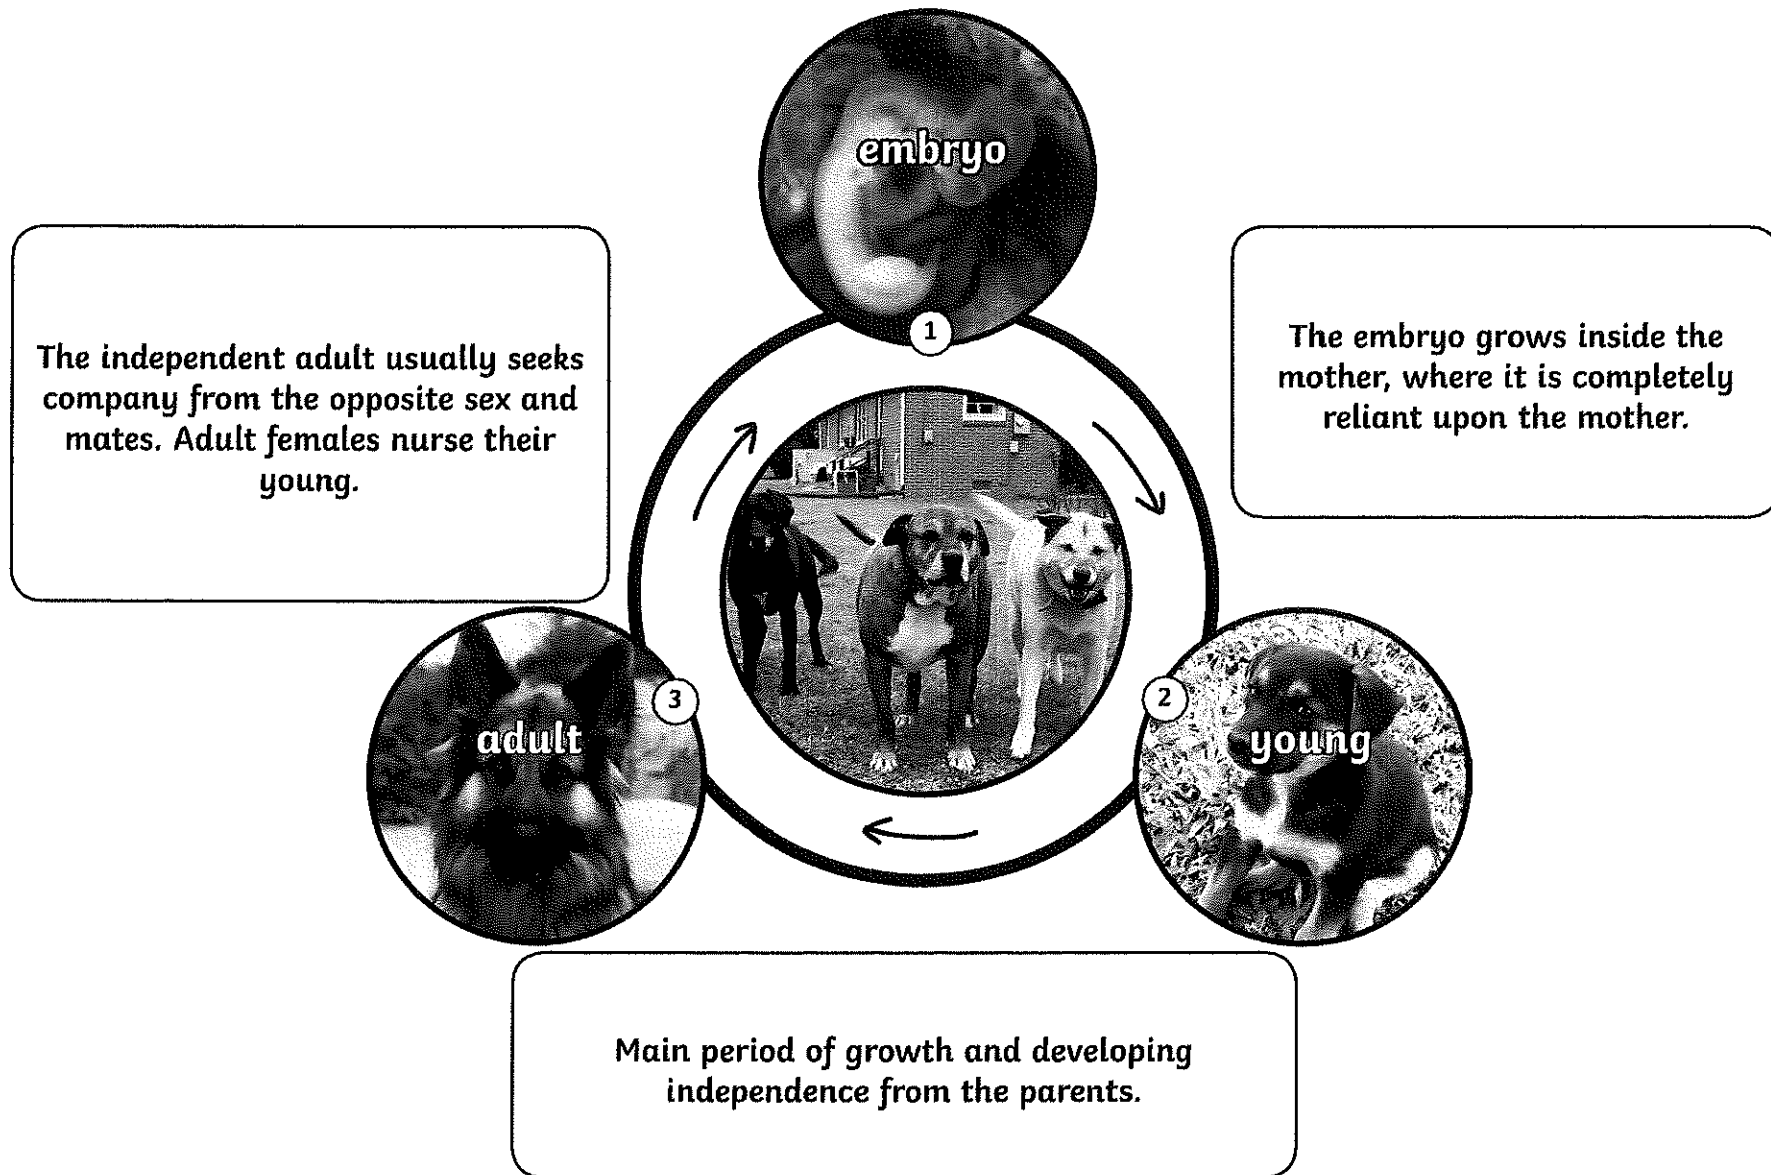 embryo
1
The embryo grows inside the
mother, where it is completely
reliant upon the mother.
2
young
Main period of growth and developing
independence from the parents.
3
adult
The independent adult usually seeks
company from the opposite sex and
mates. Adult females nurse their
young.